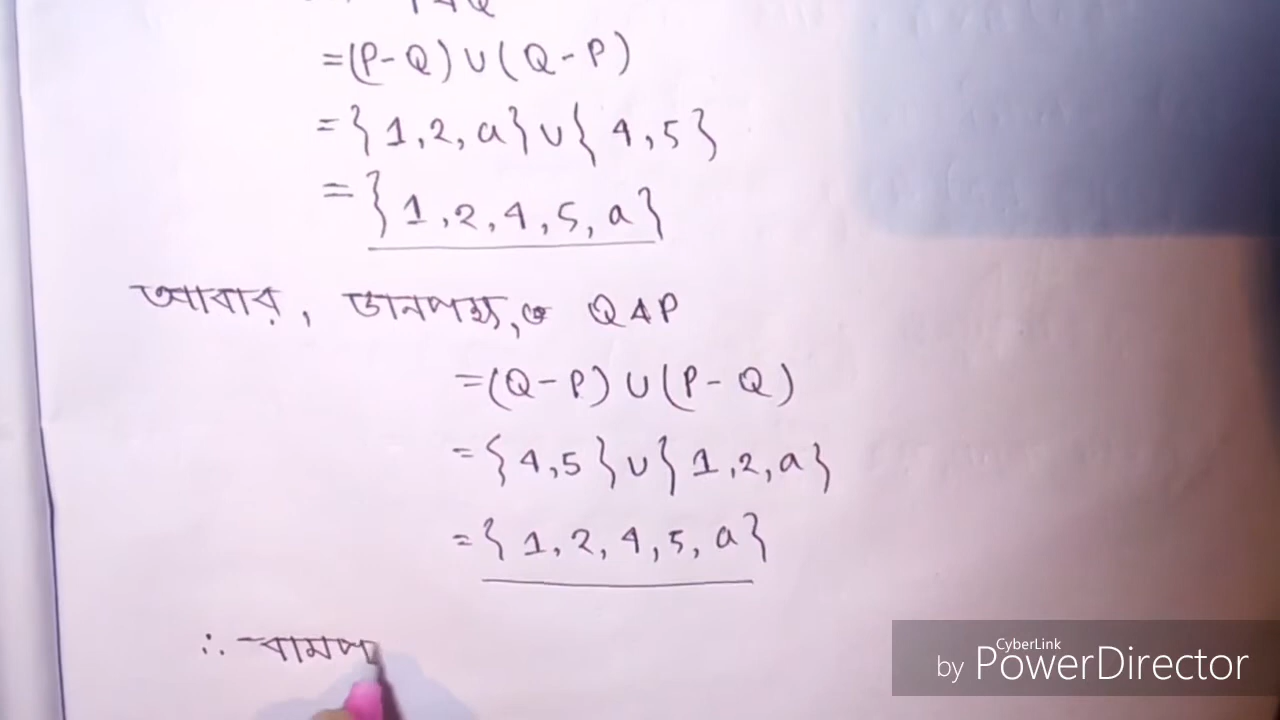 =(P-Q)∪(Q-P)
={1,2,a}∪{4,5}
={1,2,4,5,a}
আবার, ডানপক্ষ, QΔP
=(Q-P)∪(P-Q)
={4,5}∪{1,2,a}
={1,2,4,5,a}
∴ বামপ
by CyberLink PowerDirector